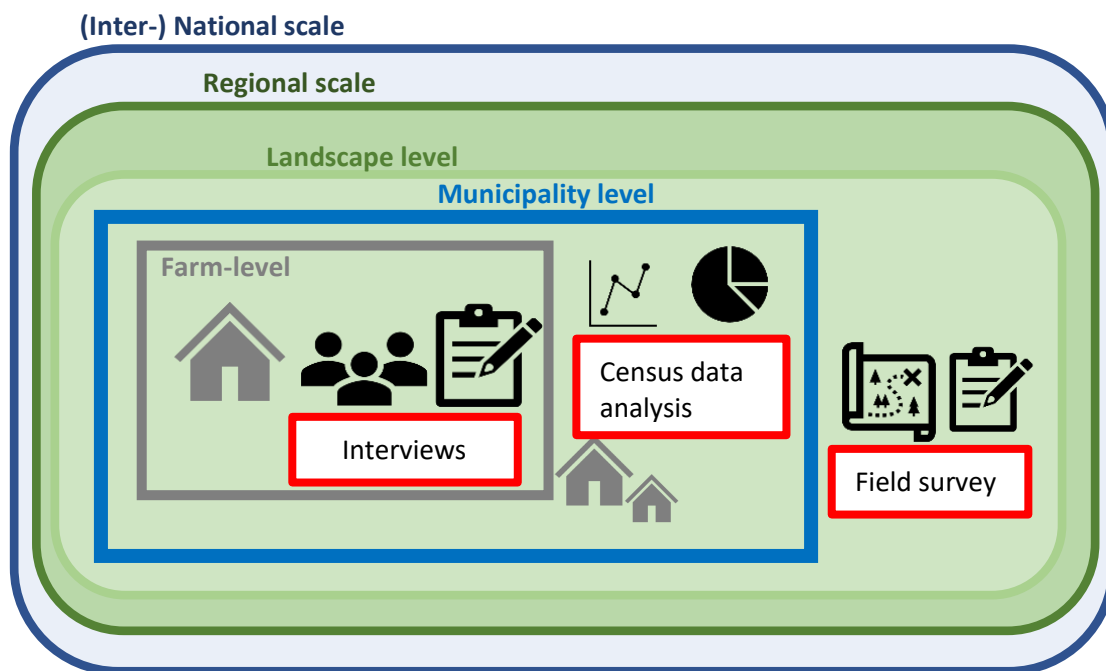 (Inter-) National scale
Regional scale
Landscape level
Municipality level
Farm-level
Census data
analysis
Interviews
Field survey